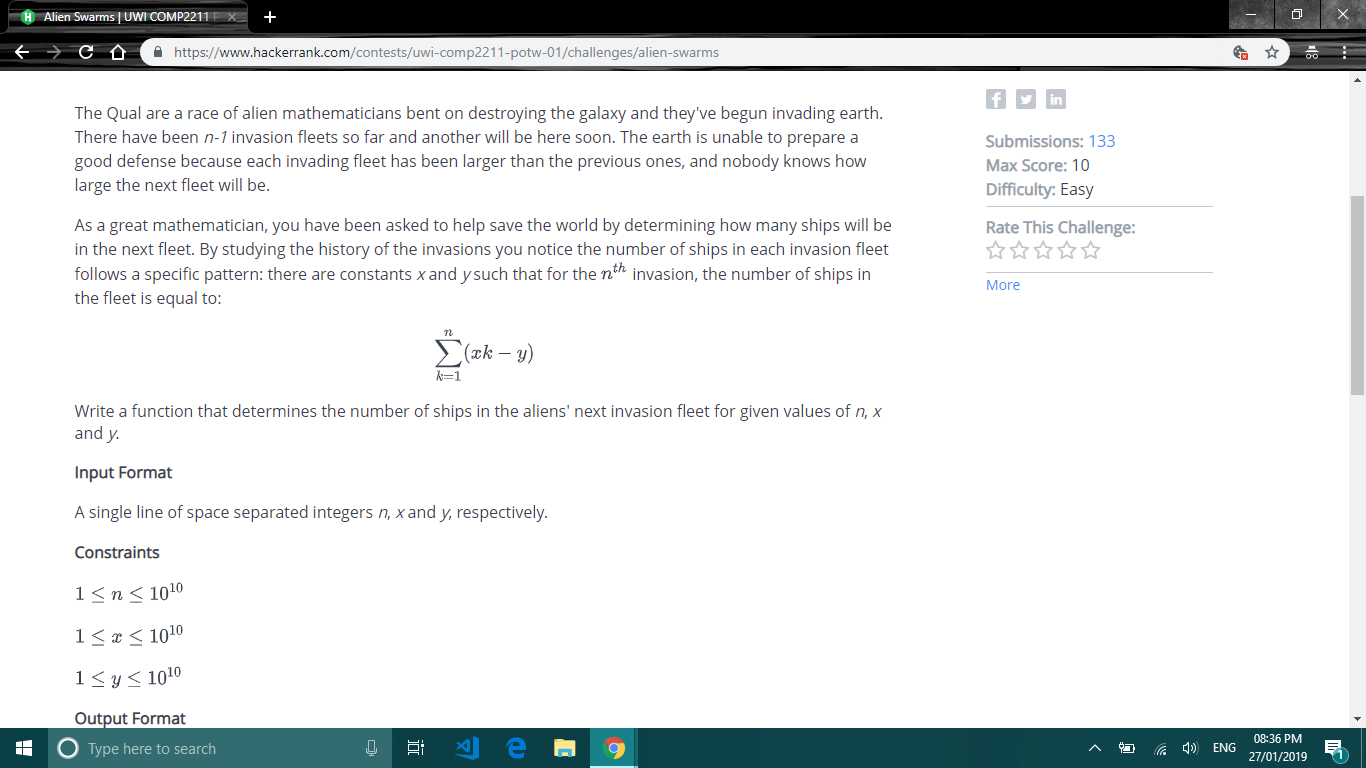 Alien Swarms | UWI COMP2211
https://www.hackerrank.com/contests/uwi-comp2211-potw-01/challenges/alien-swarms
The Qual are a race of alien mathematicians bent on destroying the galaxy and they've begun invading earth.
There have been n-1 invasion fleets so far and another will be here soon. The earth is unable to prepare a
good defense because each invading fleet has been larger than the previous ones, and nobody knows how
large the next fleet will be.
As a great mathematician, you have been asked to help save the world by determining how many ships will be
in the next fleet. By studying the history of the invasions you notice the number of ships in each invasion fleet
follows a specific pattern: there are constants x and y such that for the n^{th} invasion, the number of ships in
the fleet is equal to:
\sum_{k=1}^{n} (xk − y)
Write a function that determines the number of ships in the aliens' next invasion fleet for given values of n, x
and y.
Input Format
A single line of space separated integers n, x and y, respectively.
Constraints
1 ≤ n ≤ 10^{10}
1 ≤ x ≤ 10^{10}
1 ≤ y ≤ 10^{10}
Output Format
Submissions: 133
Max Score: 10
Difficulty: Easy
Rate This Challenge:
More
Type here to search
ENG
08:36 PM
27/01/2019
1